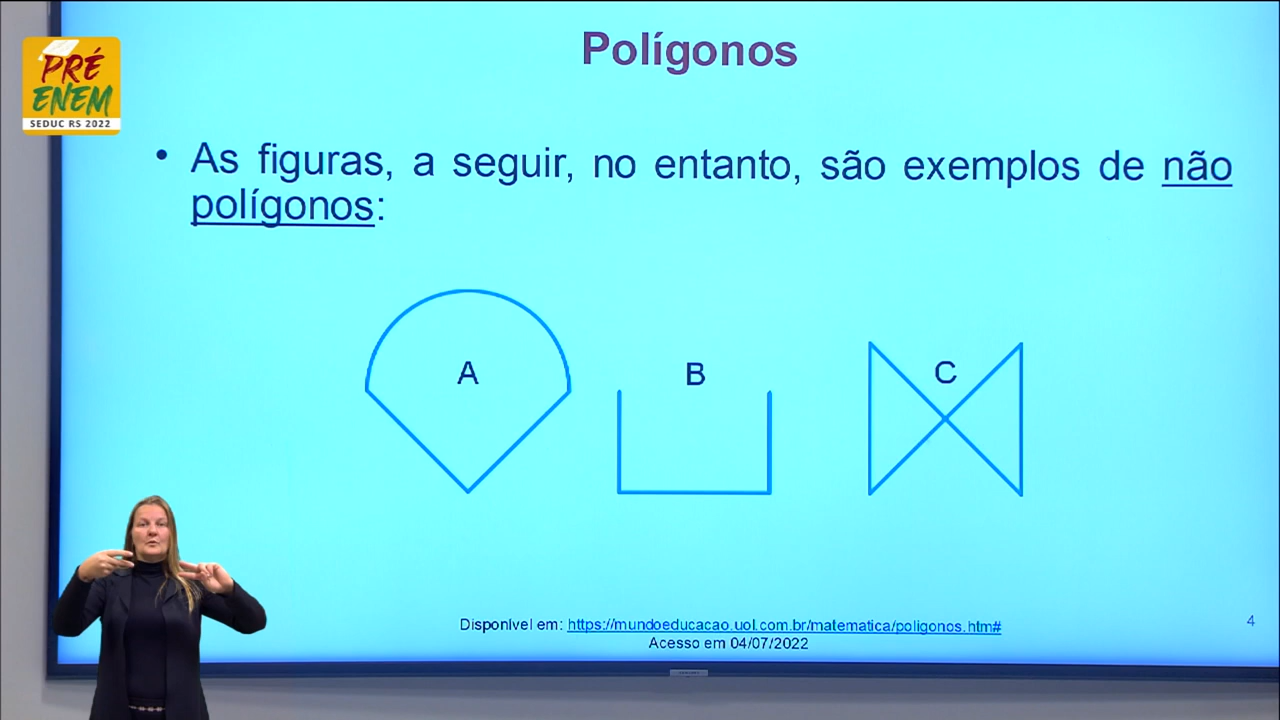 PRÉ
ENEM
SEDUC RS 2022
Polígonos
• As figuras, a seguir, no entanto, são exemplos de não
polígonos:
A
B
C
Disponível em: https://mundoeducacao.uol.com.br/matematica/poligonos.htm#
Acesso em 04/07/2022
4